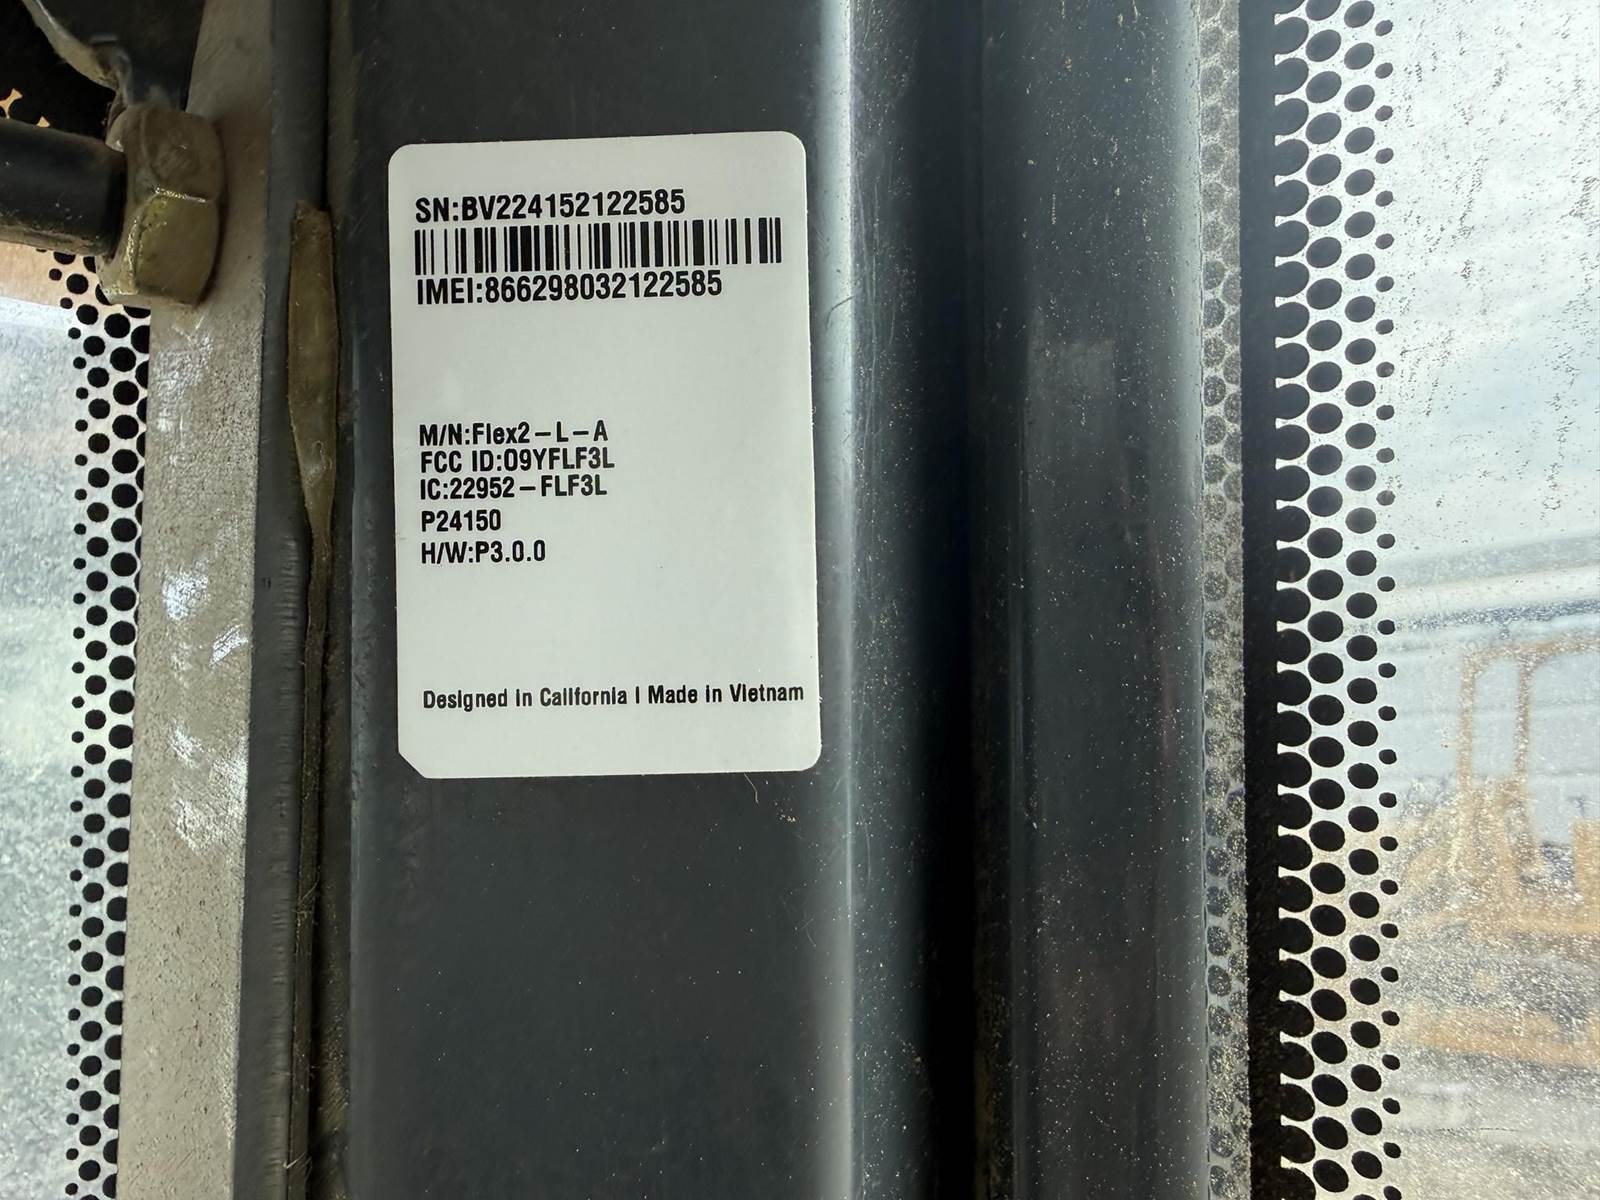 SN:BV224152122585
IMEI:866298032122585
M/N:Flex2-L-A
FCC ID:O9YFLF3L
IC:22952-FLF3L
P24150
H/W:P3.0.0
Designed in California | Made in Vietnam